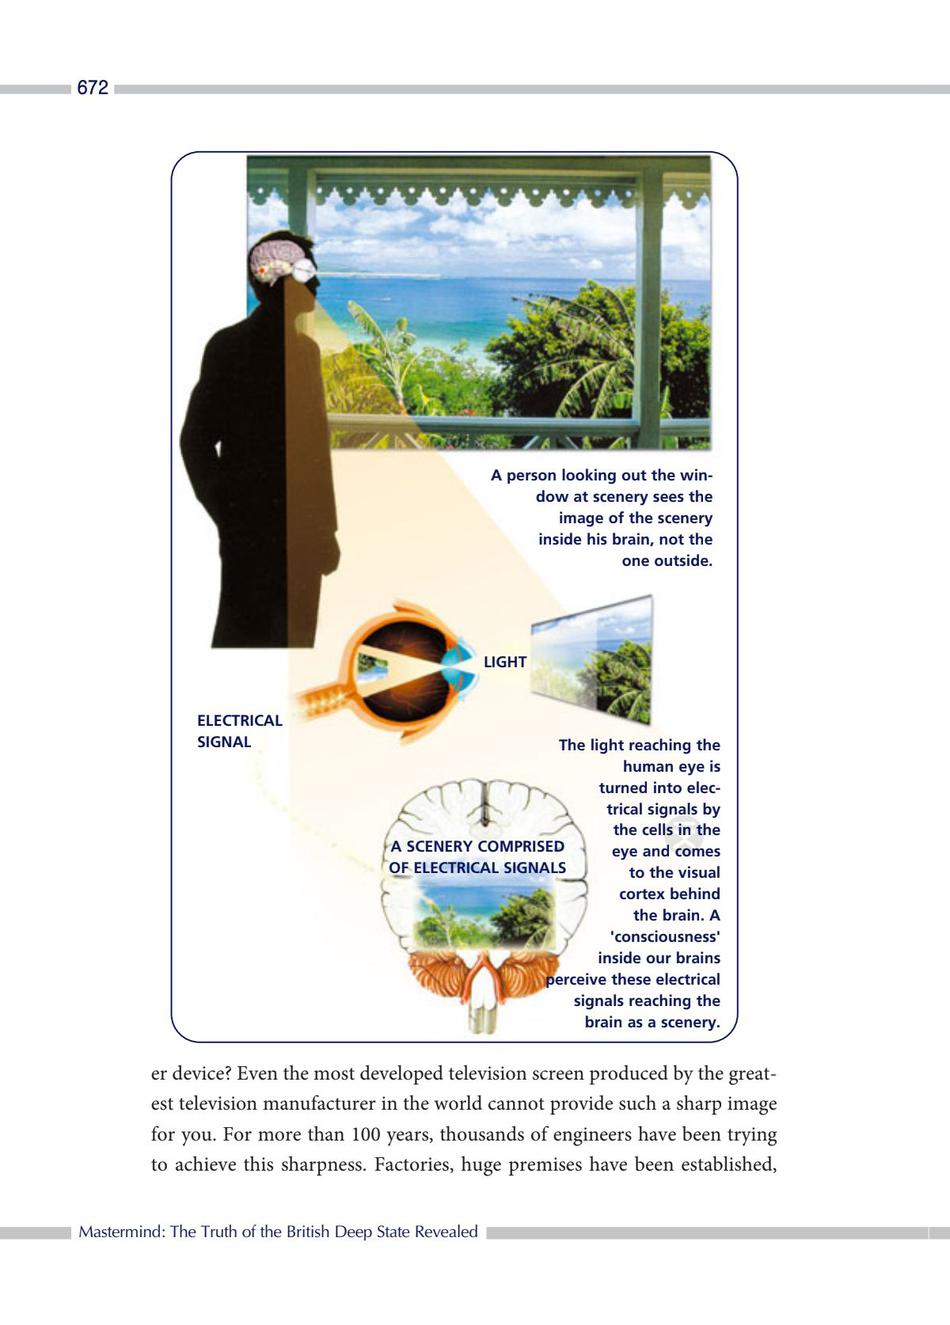 672
A person looking out the win-
dow at scenery sees the
image of the scenery
inside his brain, not the
one outside.
LIGHT
ELECTRICAL
SIGNAL
The light reaching the
human eye is
turned into elec-
trical signals by
the cells in the
eye and comes
to the visual
cortex behind
the brain. A
'consciousness'
inside our brains
perceive these electrical
signals reaching the
brain as a scenery.
A SCENERY COMPRISED
OF ELECTRICAL SIGNALS
er device? Even the most developed television screen produced by the great-
est television manufacturer in the world cannot provide such a sharp image
for you. For more than 100 years, thousands of engineers have been trying
to achieve this sharpness. Factories, huge premises have been established,
Mastermind: The Truth of the British Deep State Revealed